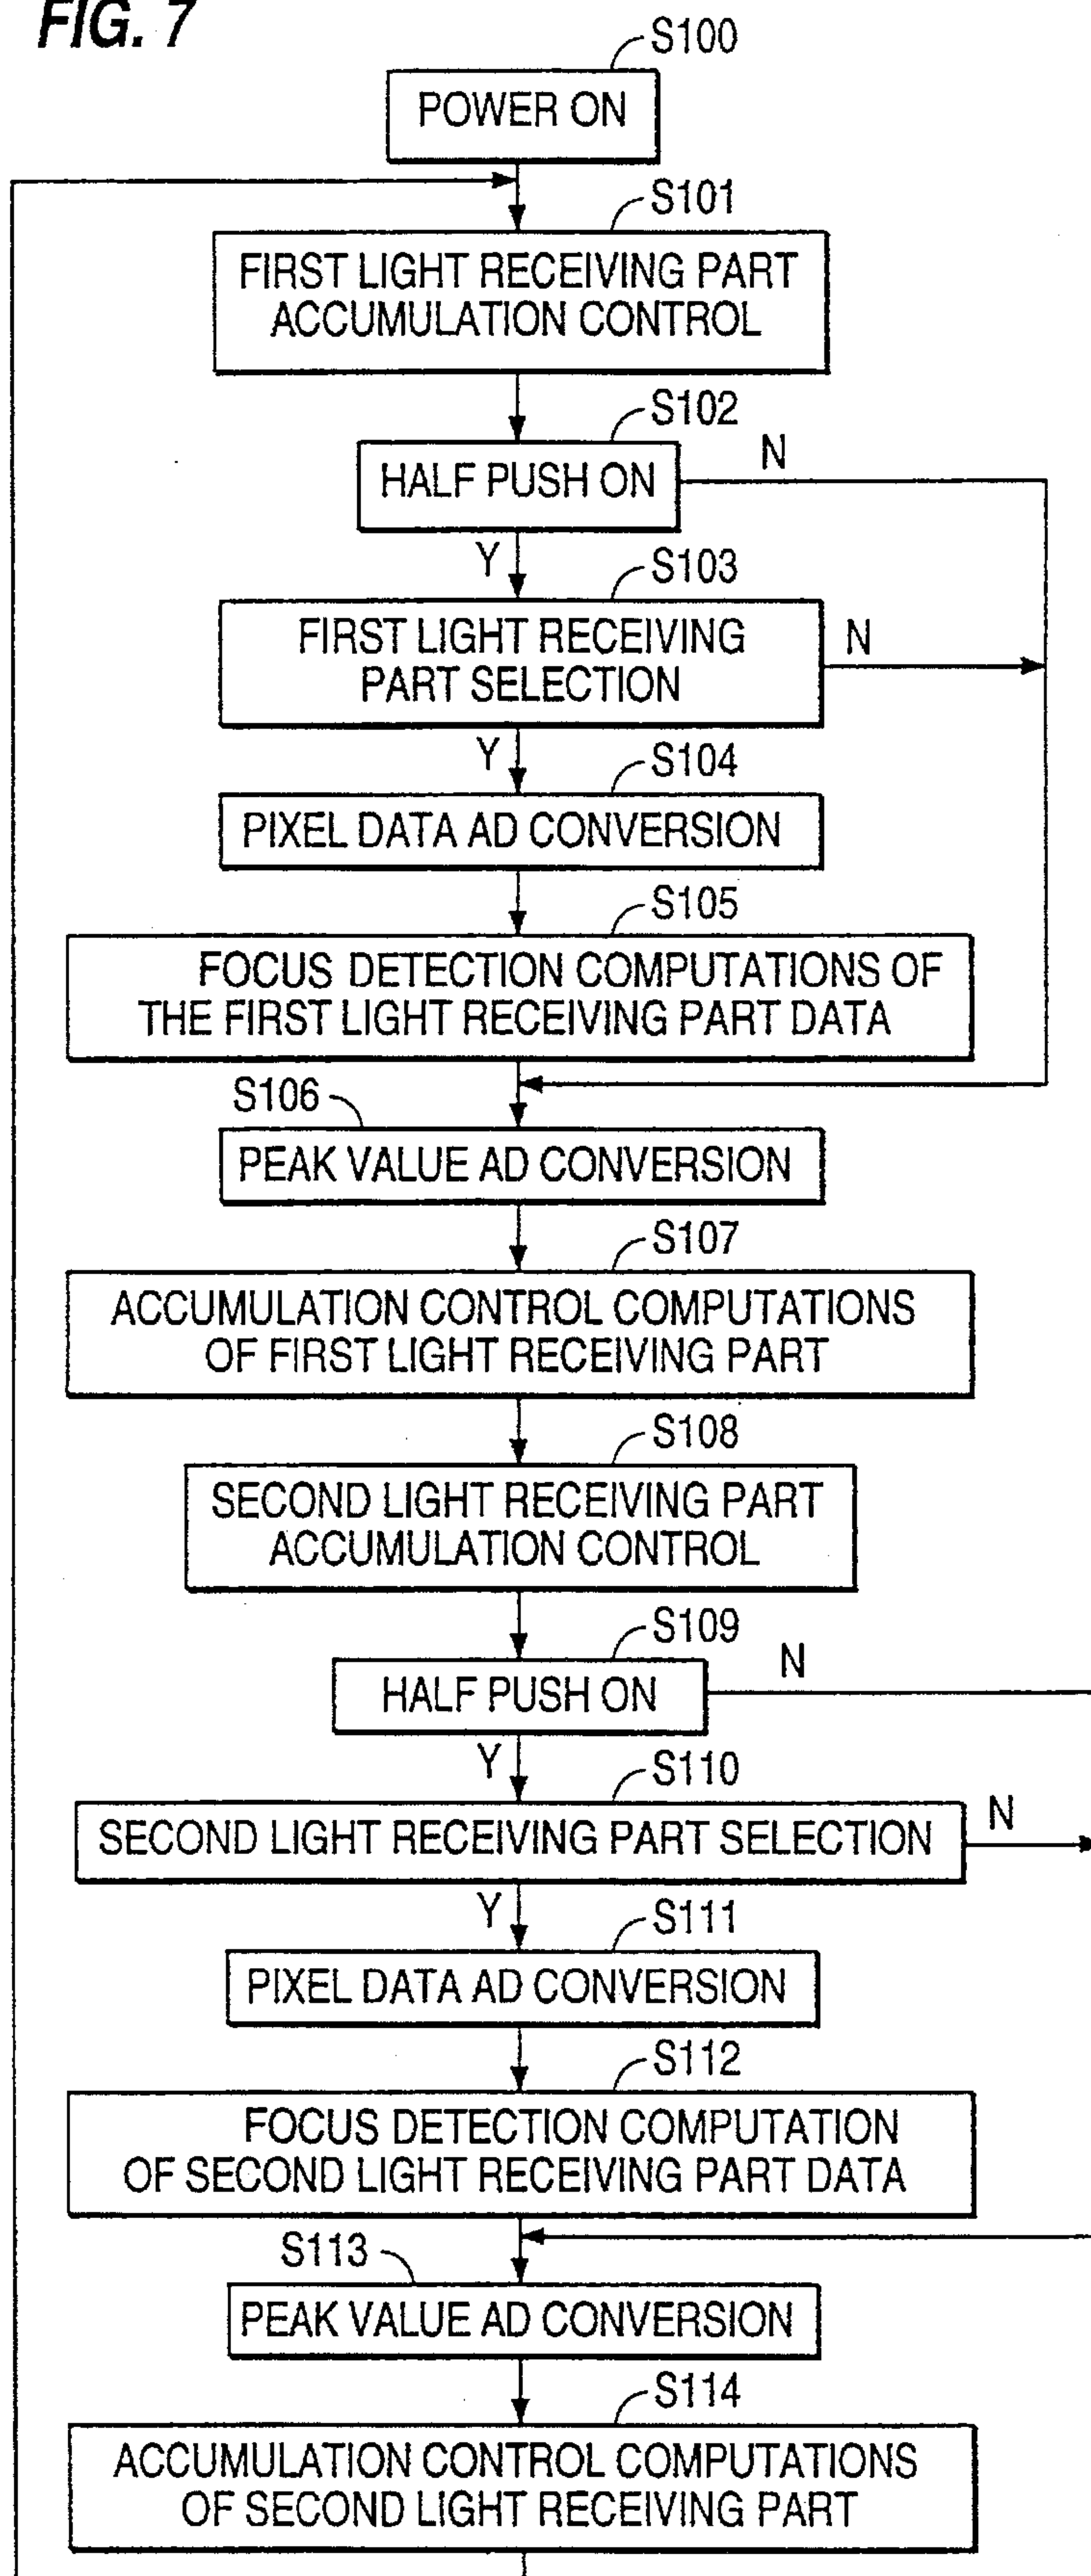 FIG. 7
S100
POWER ON
S101
FIRST LIGHT RECEIVING PART
ACCUMULATION CONTROL
S102
HALF PUSH ON
N
Y
S103
FIRST LIGHT RECEIVING
PART SELECTION
N
Y
S104
PIXEL DATA AD CONVERSION
S105
FOCUS DETECTION COMPUTATIONS OF
THE FIRST LIGHT RECEIVING PART DATA
S106
PEAK VALUE AD CONVERSION
S107
ACCUMULATION CONTROL COMPUTATIONS
OF FIRST LIGHT RECEIVING PART
S108
SECOND LIGHT RECEIVING PART
ACCUMULATION CONTROL
S109
HALF PUSH ON
N
Y
S110
SECOND LIGHT RECEIVING PART SELECTION
N
Y
S111
PIXEL DATA AD CONVERSION
S112
FOCUS DETECTION COMPUTATION
OF SECOND LIGHT RECEIVING PART DATA
S113
PEAK VALUE AD CONVERSION
S114
ACCUMULATION CONTROL COMPUTATIONS
OF SECOND LIGHT RECEIVING PART